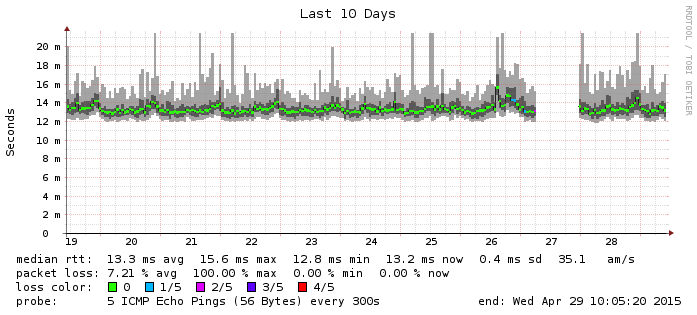 Last 10 Days
RRDTOOL / TOBI OETIKER
Seconds
20 m
18 m
16 m
14 m
12 m
10 m
8 m
6 m
4 m
2 m
0
19 20 21 22 23 24 25 26 27 28
median rtt: 13.3 ms avg 15.6 ms max 12.8 ms min 13.2 ms now 0.4 ms sd 35.1 am/s
packet loss: 7.21 % avg 100.00 % max 0.00 % min 0.00 % now
loss color: 0 1/5 2/5 3/5 4/5
probe: 5 ICMP Echo Pings (56 Bytes) every 300s end: Wed Apr 29 10:05:20 2015